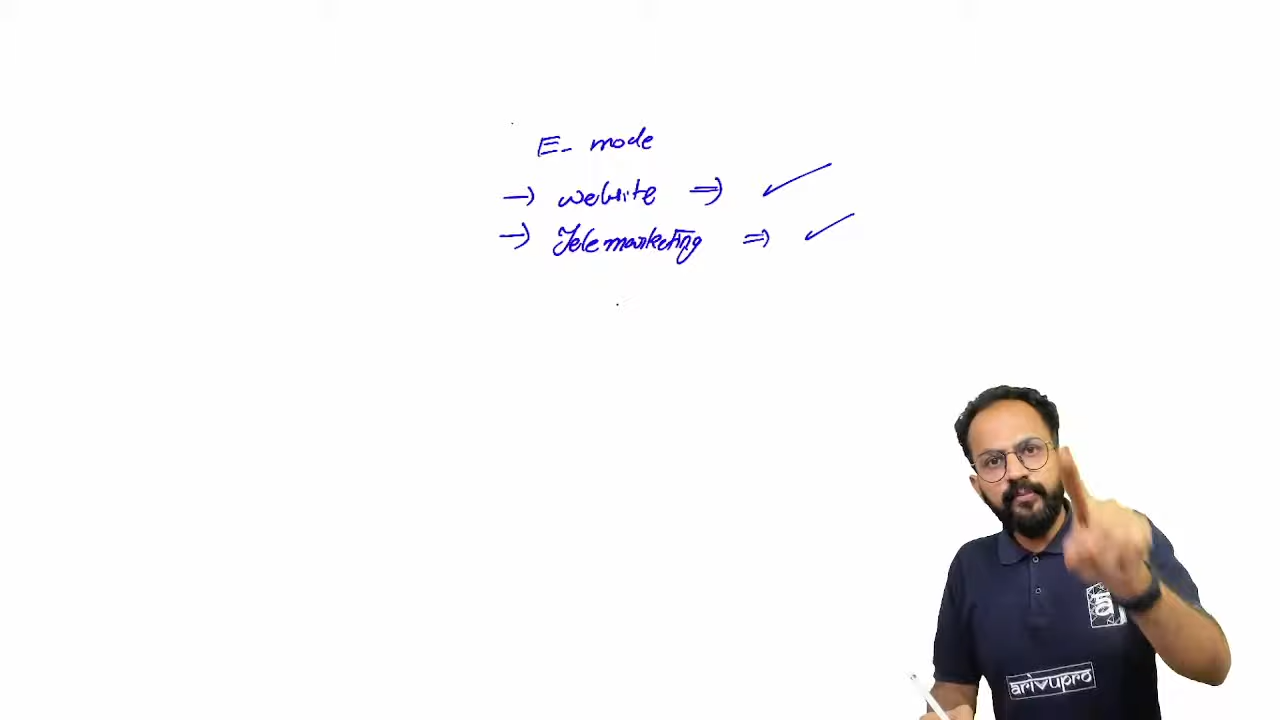 E- mode
→ website ⇒ ✓
→ Telemarketing ⇒ ✓
a
arivupro